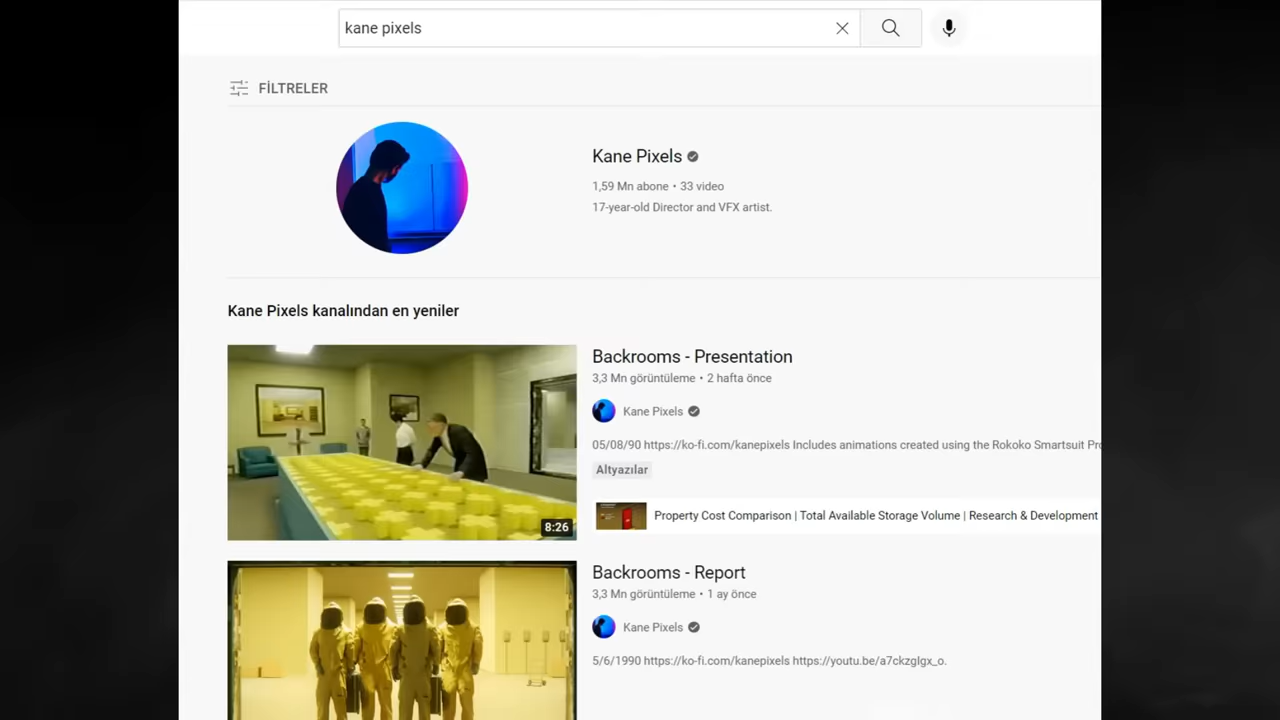 kane pixels
FİLTRELER
Kane Pixels
1,59 Mn abone • 33 video
17-year-old Director and VFX artist.
Kane Pixels kanalından en yeniler
Backrooms - Presentation
3,3 Mn görüntüleme • 2 hafta önce
Kane Pixels
05/08/90 https://ko-fi.com/kanepixels Includes animations created using the Rokoko Smartsuit Pro
Altyazılar
8:26
Property Cost Comparison | Total Available Storage Volume | Research & Development
Backrooms - Report
3,3 Mn görüntüleme • 1 ay önce
Kane Pixels
5/6/1990 https://ko-fi.com/kanepixels https://youtu.be/a7ckzglgx_o.